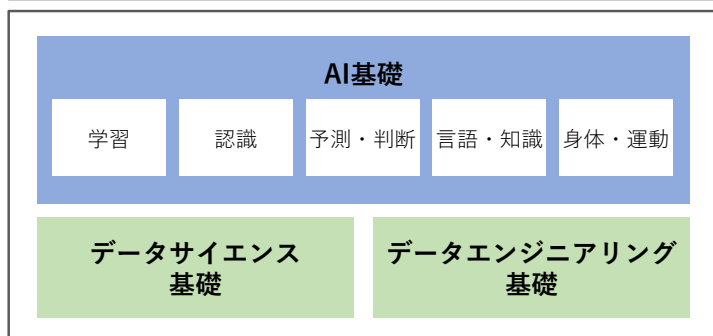 AI基礎
学習
認識
予測・判断
言語・知識
身体・運動
データサイエンス
基礎
データエンジニアリング
基礎